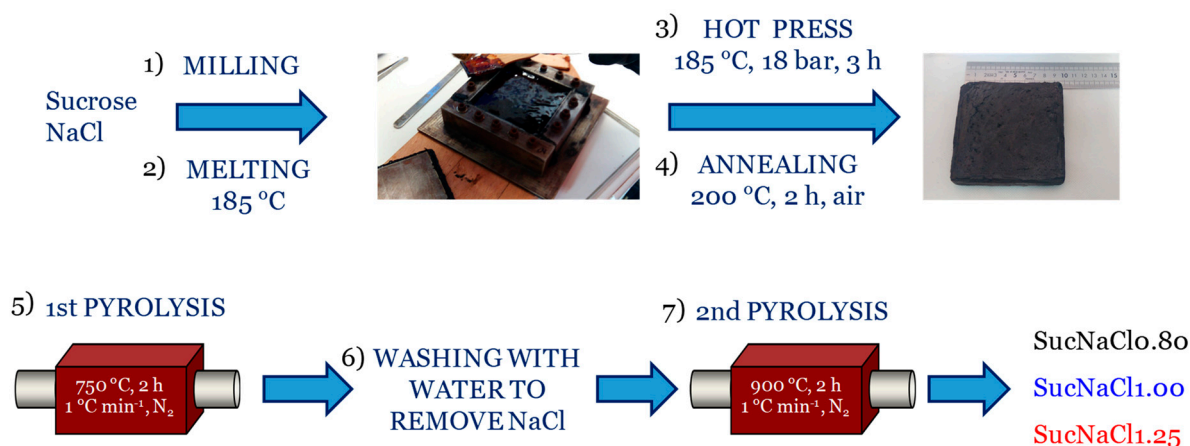 1) MILLING
Sucrose
NaCl
2) MELTING
185 °C
3) HOT PRESS
185 °C, 18 bar, 3 h
4) ANNEALING
200 °C, 2 h, air
5) 1st PYROLYSIS
750 °C, 2 h
1 °C min⁻¹, N₂
6) WASHING WITH
WATER TO
REMOVE NaCl
7) 2nd PYROLYSIS
900 °C, 2 h
1 °C min⁻¹, N₂
SucNaCl0.80
SucNaCl1.00
SucNaCl1.25